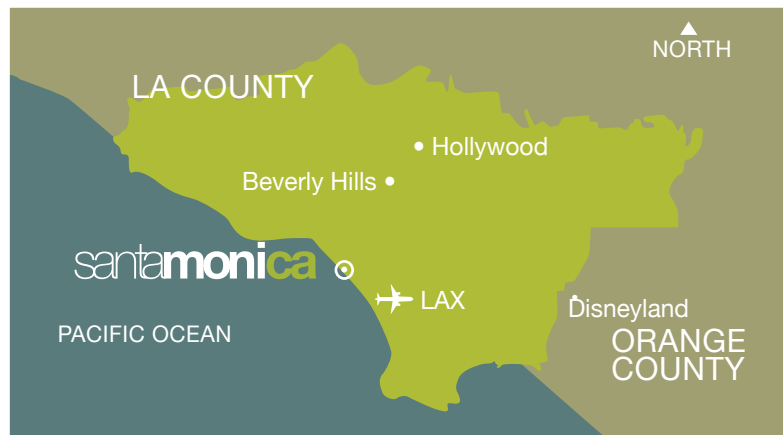 NORTH
LA COUNTY
Hollywood
Beverly Hills
santamonica
LAX
Disneyland
PACIFIC OCEAN
ORANGE
COUNTY